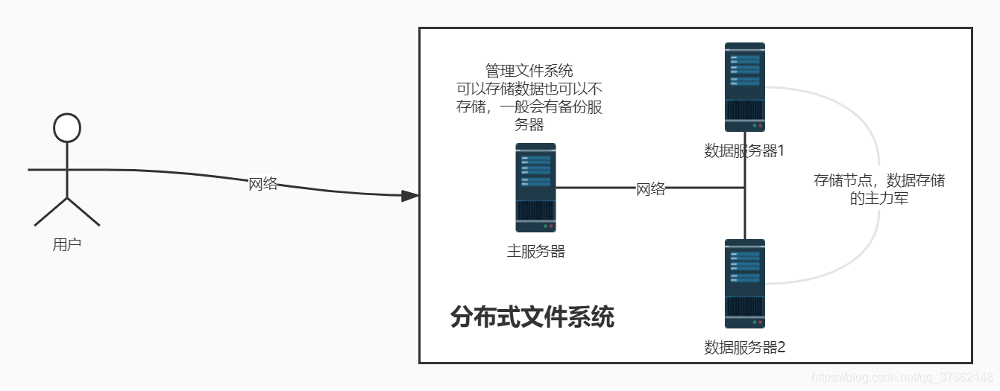 管理文件系统
可以存储数据也可以不
存储，一般会有备份服
务器
网络
用户
主服务器
网络
数据服务器1
存储节点，数据存储
的主力军
数据服务器2
分布式文件系统
https://blog.csdn.net/qq_37862148